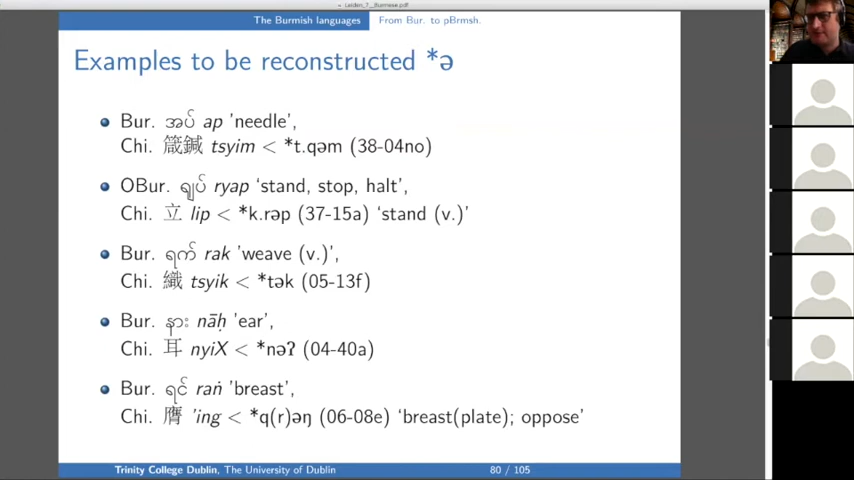 Leiden_7__Burmese.pdf
The Burmish languages From Bur. to pBrmsh.
Examples to be reconstructed *ə
Bur. အပ် ap 'needle',
Chi. 箴鍼 tsyim < *t.qəm (38-04no)
OBur. ရျပ် ryap ‘stand, stop, halt’,
Chi. 立 lip < *k.rəp (37-15a) ‘stand (v.)’
Bur. ရက် rak 'weave (v.)',
Chi. 織 tsyik < *tək (05-13f)
Bur. နား nāḥ 'ear',
Chi. 耳 nyiX < *nəʔ (04-40a)
Bur. ရင် raṅ 'breast',
Chi. 膺 'ing < *q(r)əŋ (06-08e) ‘breast(plate); oppose’
Trinity College Dublin, The University of Dublin 80 / 105